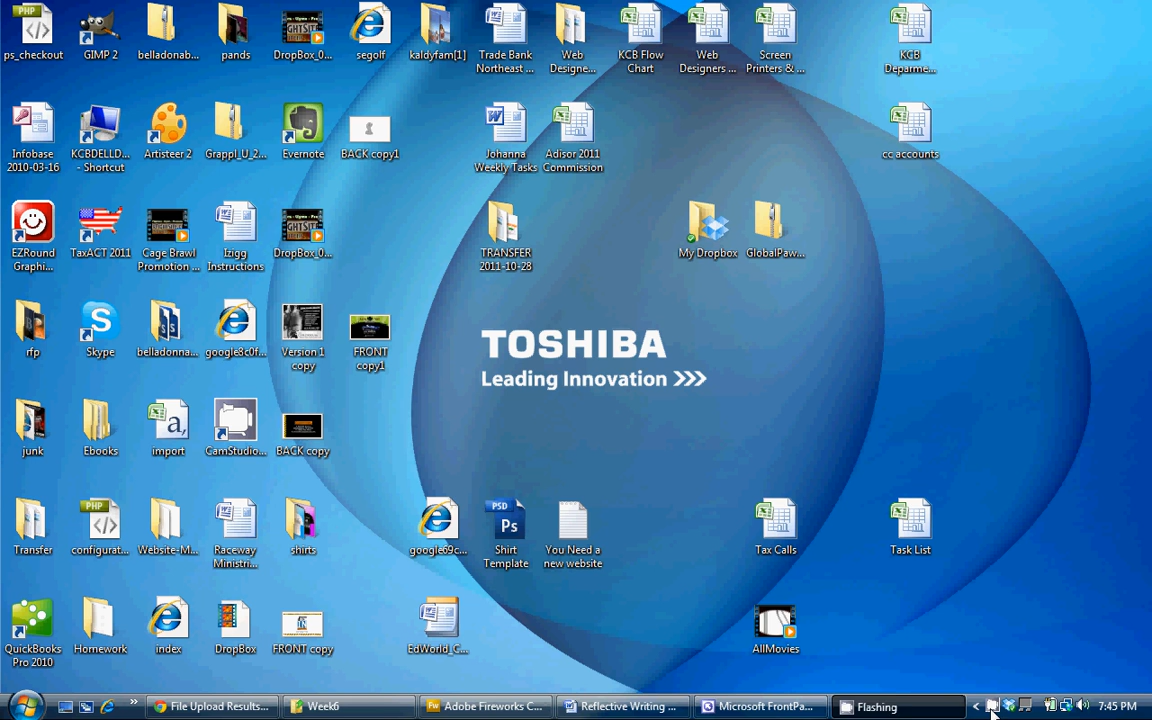 ps_checkout
GIMP 2
belladonab...
pands
DropBox_0...
segolf
kaldyfam[1]
Trade Bank
Northeast ...
Web
Designe...
KCB Flow
Chart
Web
Designers ...
Screen
Printers & ...
KCB
Deparme...
Infobase
2010-03-16
KCBDELLD...
- Shortcut
Artisteer 2
Grappl_U_2...
Evernote
BACK copy1
Johanna
Weekly Tasks
Adisor 2011
Commission
cc accounts
EZRound
Graphi...
TaxACT 2011
Cage Brawl
Promotion ...
Izigg
Instructions
DropBox_0...
TRANSFER
2011-10-28
My Dropbox
GlobalPaw...
rfp
Skype
belladonna...
google8c0f...
Version 1
copy
FRONT
copy1
TOSHIBA
Leading Innovation >>>
junk
Ebooks
import
CamStudio...
BACK copy
Transfer
configurat...
Website-M...
Raceway
Ministri...
shirts
google69c...
Shirt
Template
You Need a
new website
Tax Calls
Task List
QuickBooks
Pro 2010
Homework
index
DropBox
FRONT copy
EdWorld_C...
AllMovies
File Upload Results...
Week6
Adobe Fireworks C...
Reflective Writing ...
Microsoft FrontPa...
Flashing
7:45 PM